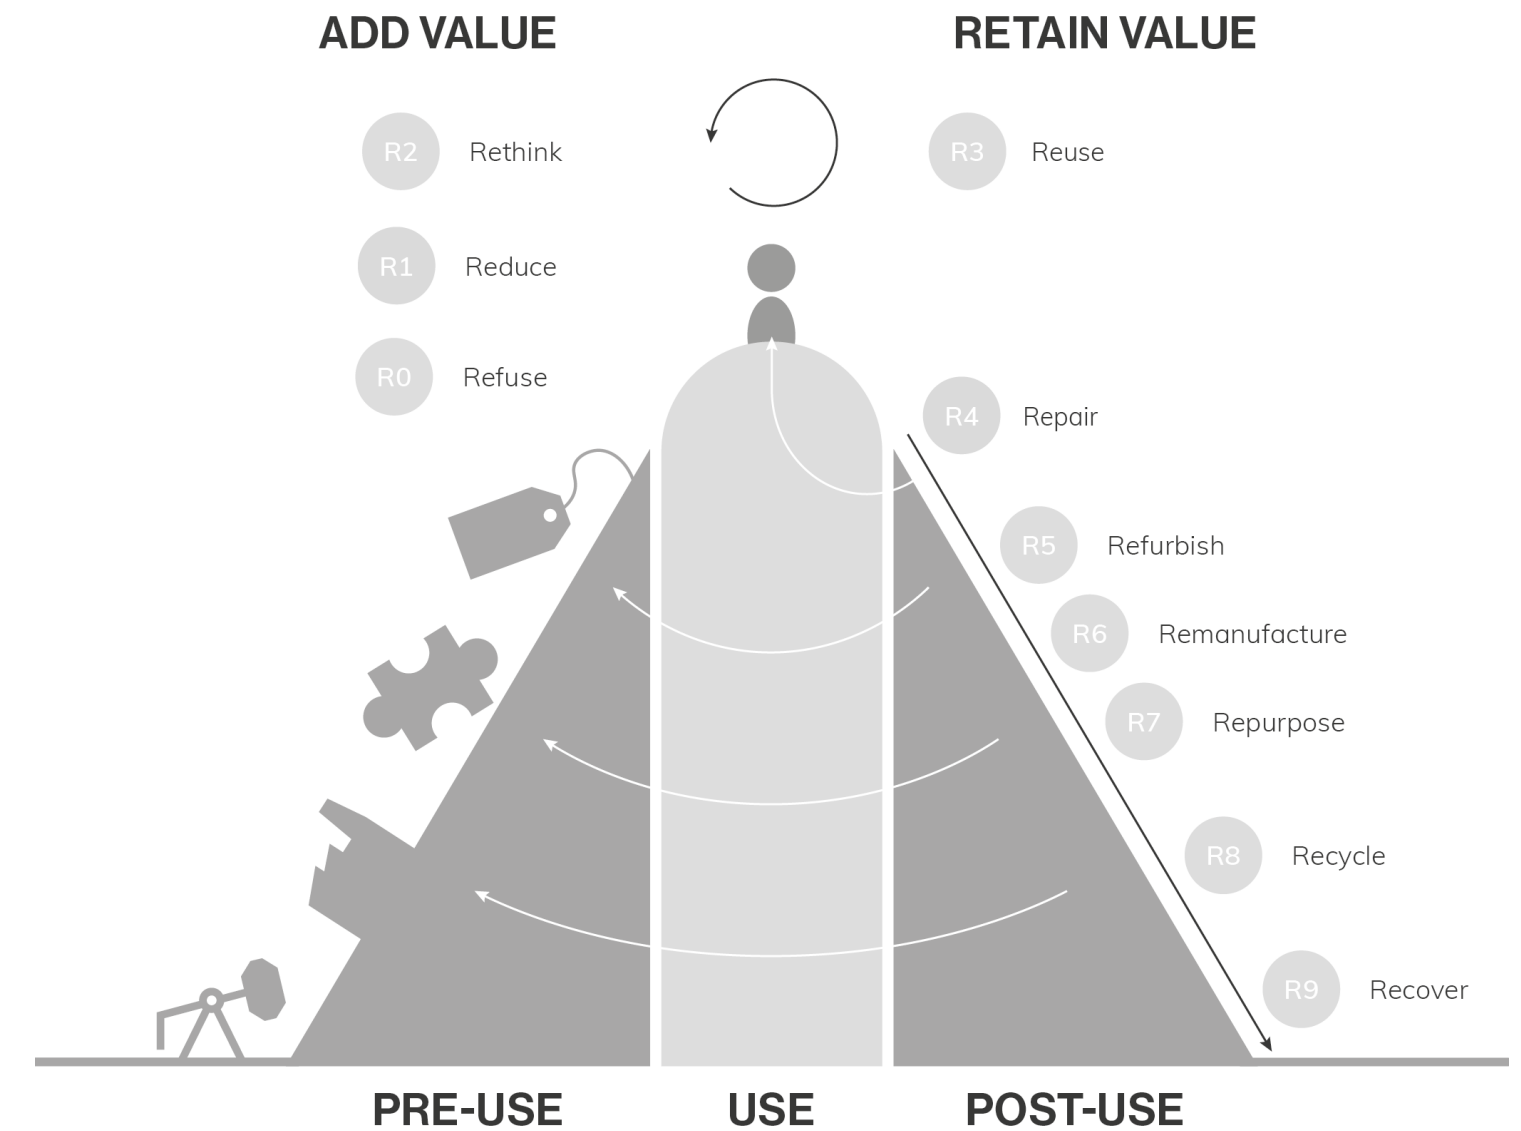 ADD VALUE
RETAIN VALUE
R2 Rethink
R3 Reuse
R1 Reduce
R0 Refuse
R4 Repair
R5 Refurbish
R6 Remanufacture
R7 Repurpose
R8 Recycle
R9 Recover
PRE-USE
USE
POST-USE